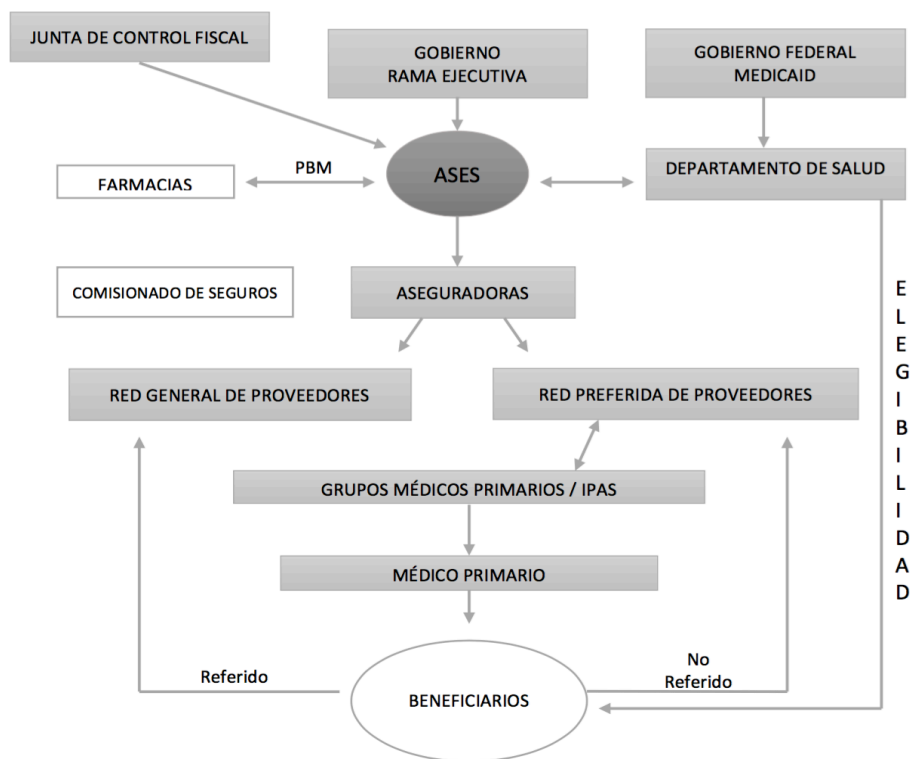 JUNTA DE CONTROL FISCAL
GOBIERNO
RAMA EJECUTIVA
GOBIERNO FEDERAL
MEDICAID
FARMACIAS
PBM
ASES
DEPARTAMENTO DE SALUD
COMISIONADO DE SEGUROS
ASEGURADORAS
RED GENERAL DE PROVEEDORES
RED PREFERIDA DE PROVEEDORES
GRUPOS MÉDICOS PRIMARIOS / IPAS
MÉDICO PRIMARIO
Referido
BENEFICIARIOS
No
Referido
E
L
E
G
I
B
I
L
I
D
A
D